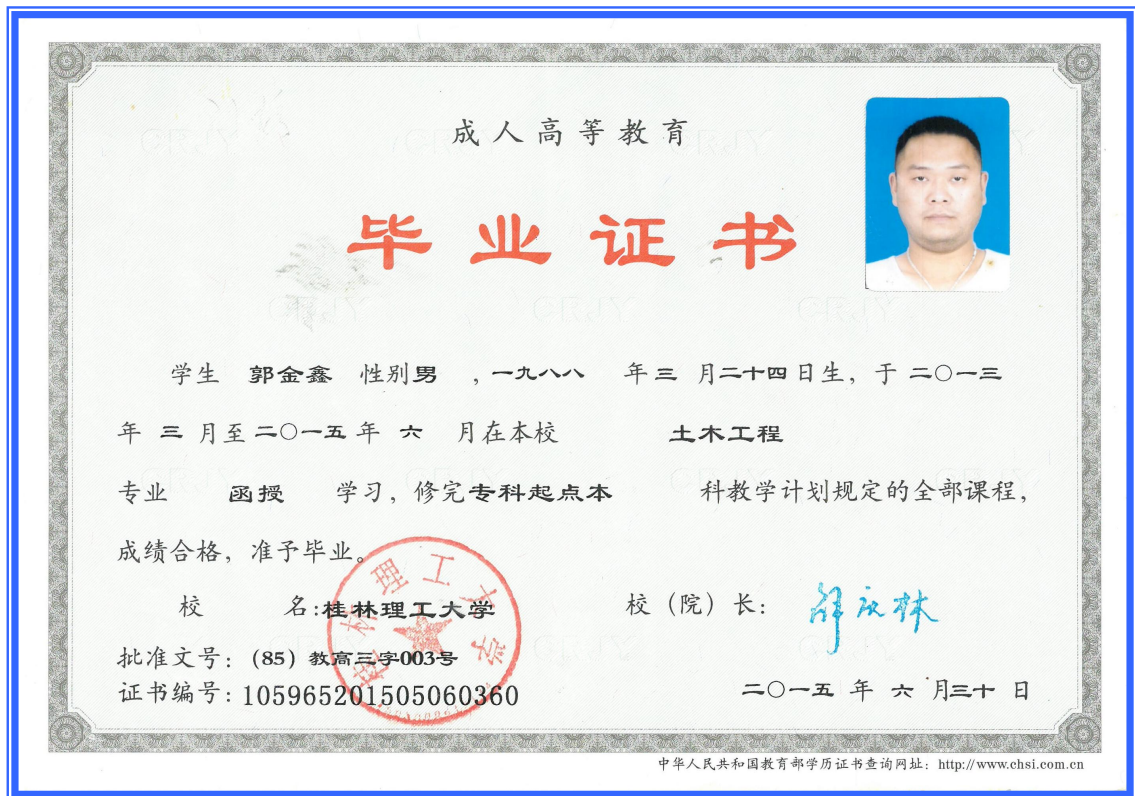 成人高等教育
毕业证书
学生 郭金鑫 性别男 ,一九八八 年三 月二十四日生，于 二〇一三
年 三 月至二〇一五年 六 月在本校 土木工程
专业 函授 学习，修完专科起点本 科教学计划规定的全部课程，
成绩合格，准予毕业。
校 名:桂林理工大学
校（院）长：
批准文号：(85）教高三字003号
证书编号：105965201505060360
二〇一五 年 六 月三十 日
桂林理工大学
中华人民共和国教育部学历证书查询网址：http://www.chsi.com.cn